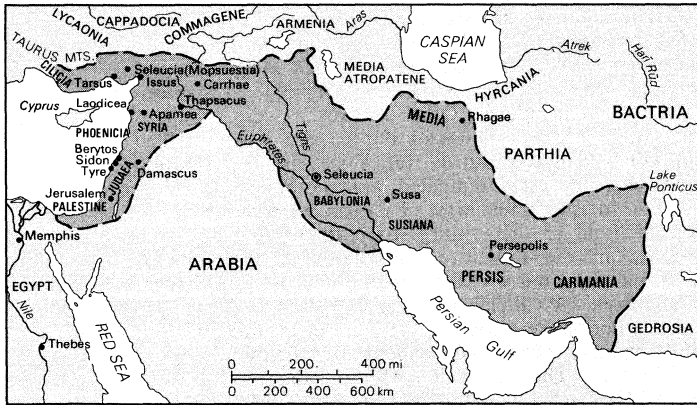 LYCAONIA
CAPPADOCIA
COMMAGENE
ARMENIA
Aras
CASPIAN
SEA
Atrek
Hari Rūd
TAURUS MTS.
CILICIA
Tarsus
Seleucia (Mopsuestia)
Issus
Carrhae
MEDIA
ATROPATENE
HYRCANIA
BACTRIA
Cyprus
Laodicea
Thapsacus
Apamea
SYRIA
PHOENICIA
MEDIA
Rhagae
PARTHIA
Tigris
Euphrates
Berytos
Sidon
Tyre
Damascus
JUDAEA
Seleucia
BABYLONIA
Susa
SUSIANA
Lake
Ponticus
Jerusalem
PALESTINE
Memphis
ARABIA
Persepolis
PERSIS
CARMANIA
EGYPT
Nile
RED SEA
Persian Gulf
GEDROSIA
Thebes
0 200 400 mi
0 200 400 600 km